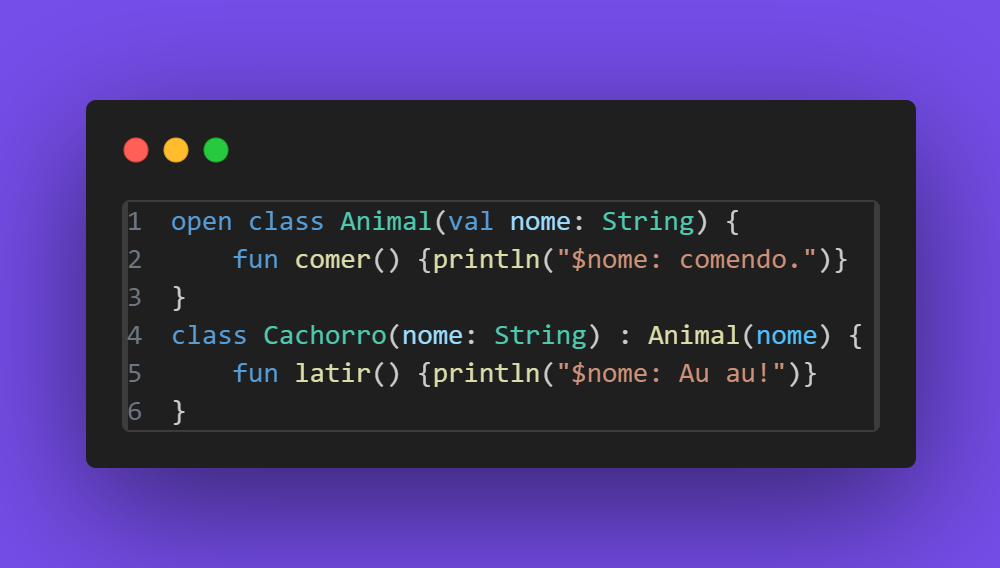 1 open class Animal(val nome: String) {
2     fun comer() {println("$nome: comendo.")}
3 }
4 class Cachorro(nome: String) : Animal(nome) {
5     fun latir() {println("$nome: Au au!")}
6 }